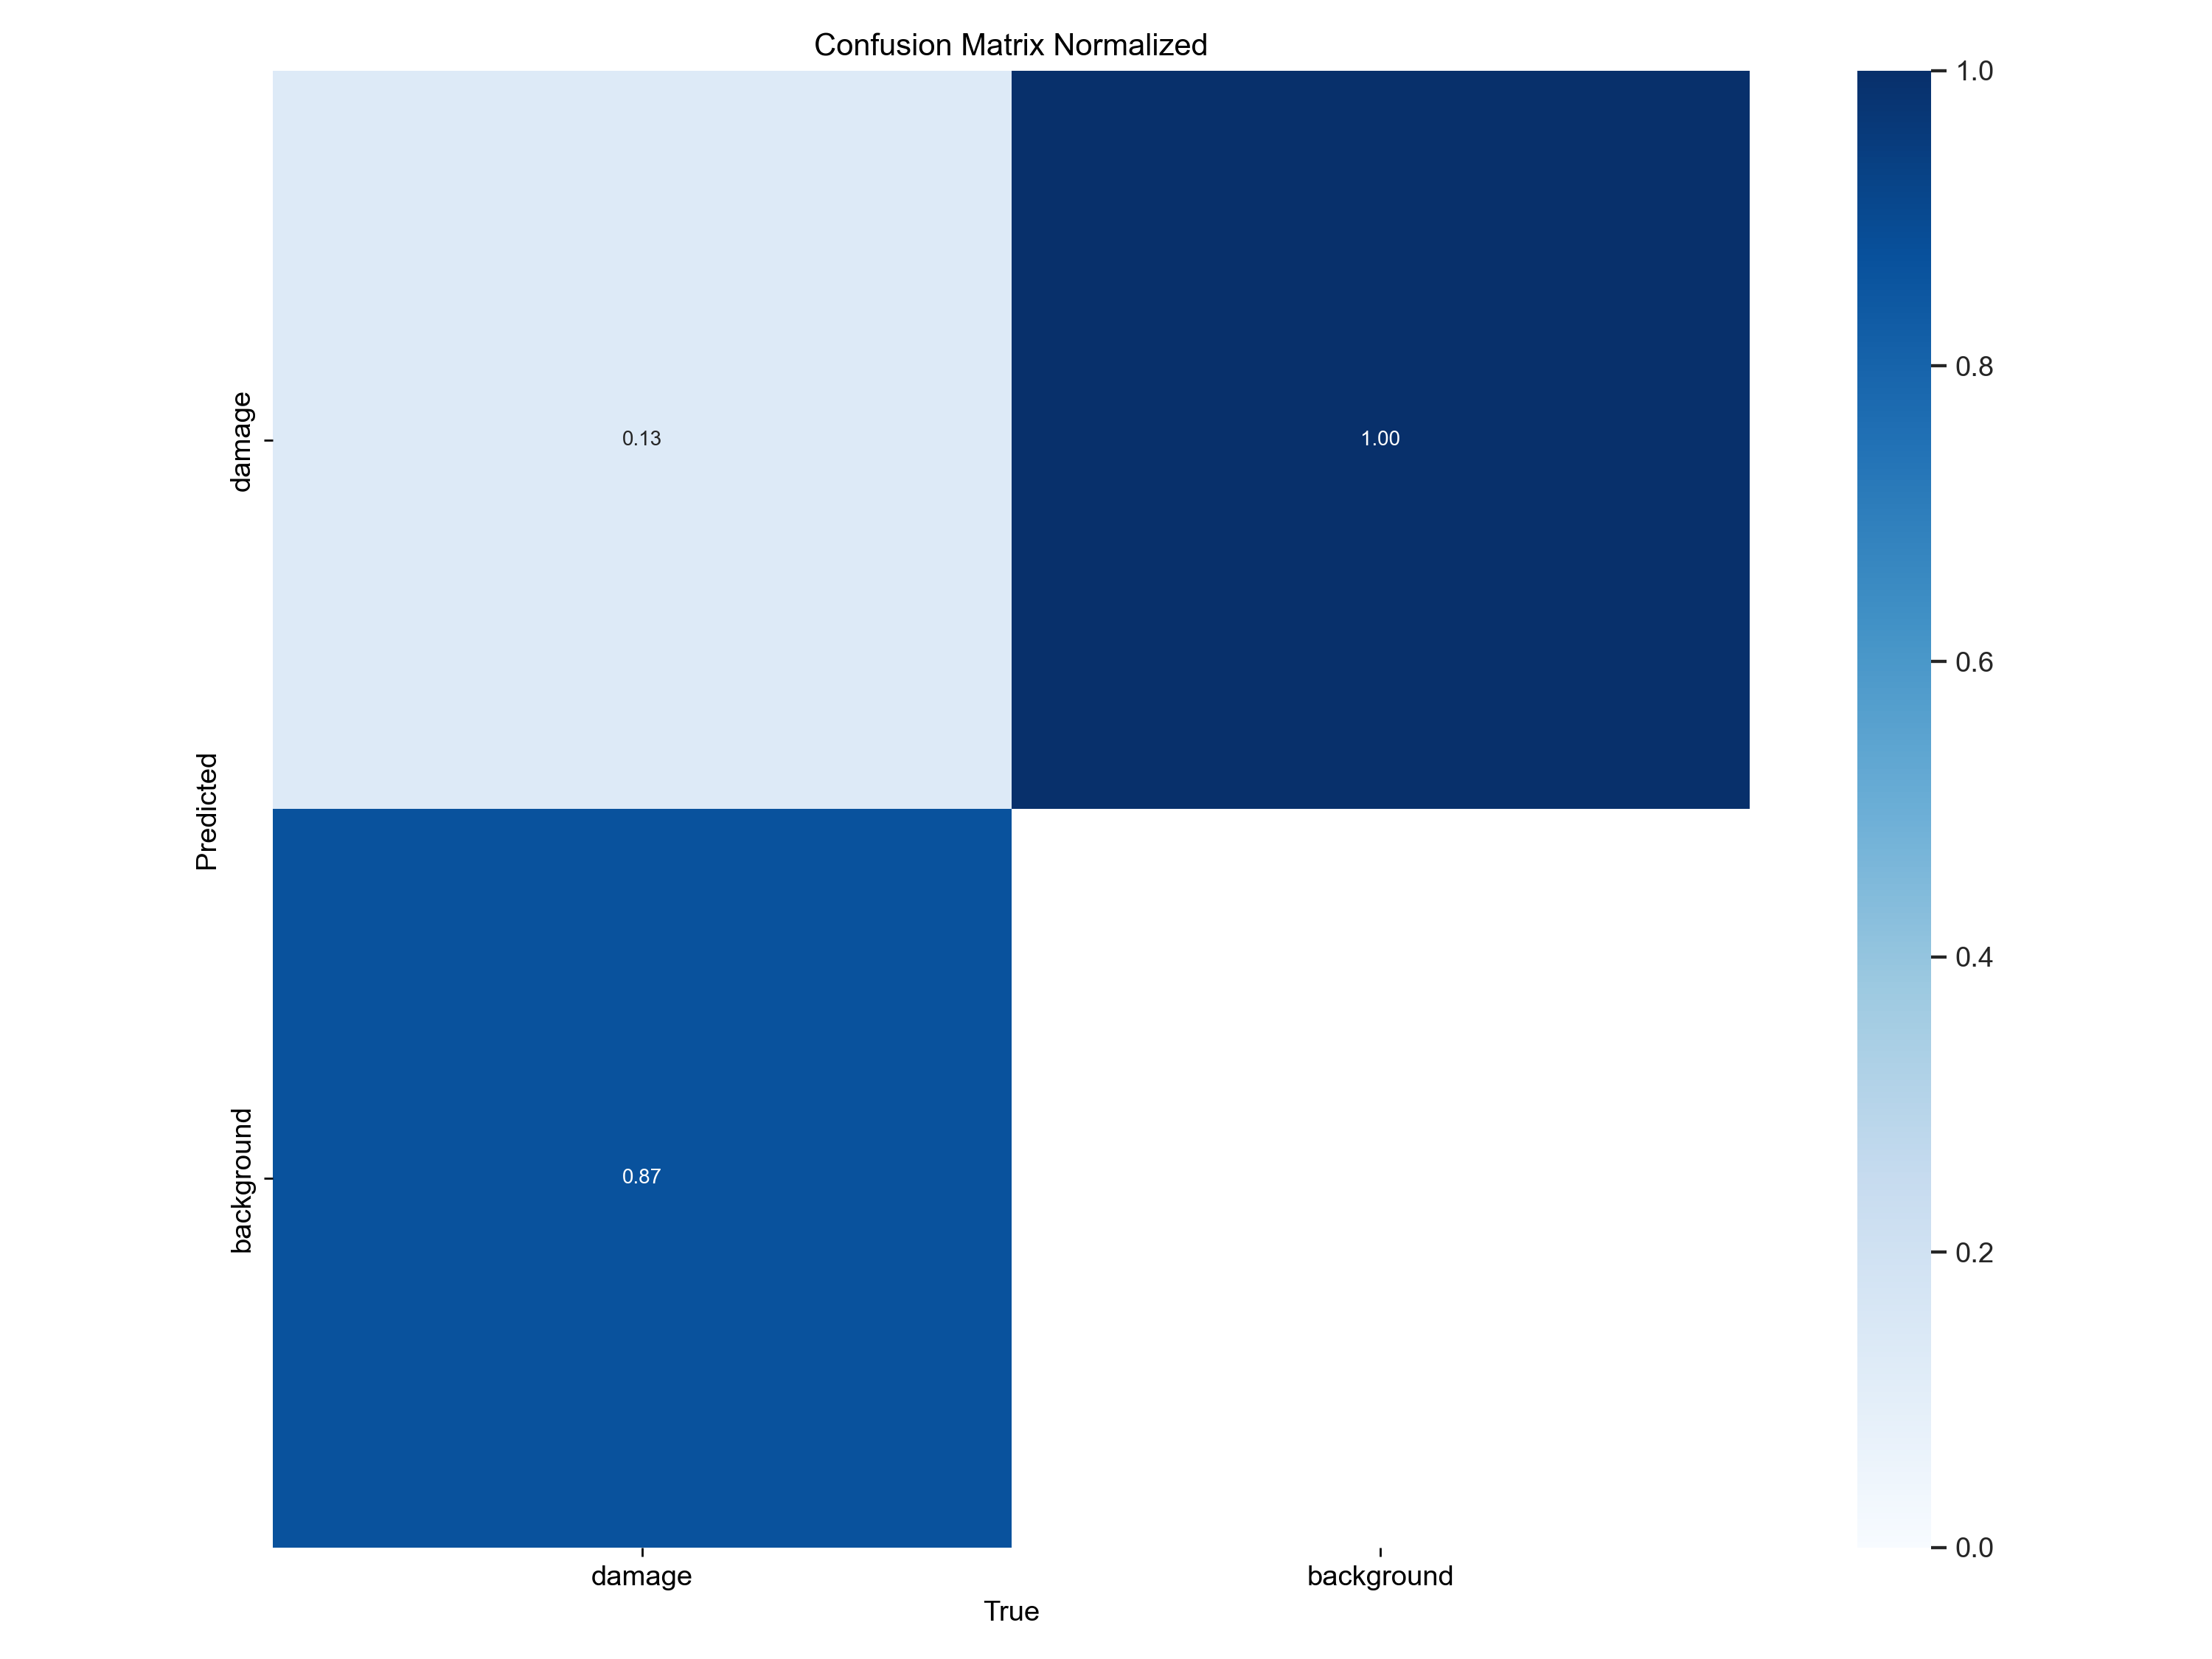 Confusion Matrix Normalized
1.0
0.8
0.6
0.4
0.2
0.0
Predicted
damage
background
0.13
1.00
0.87
damage
background
True